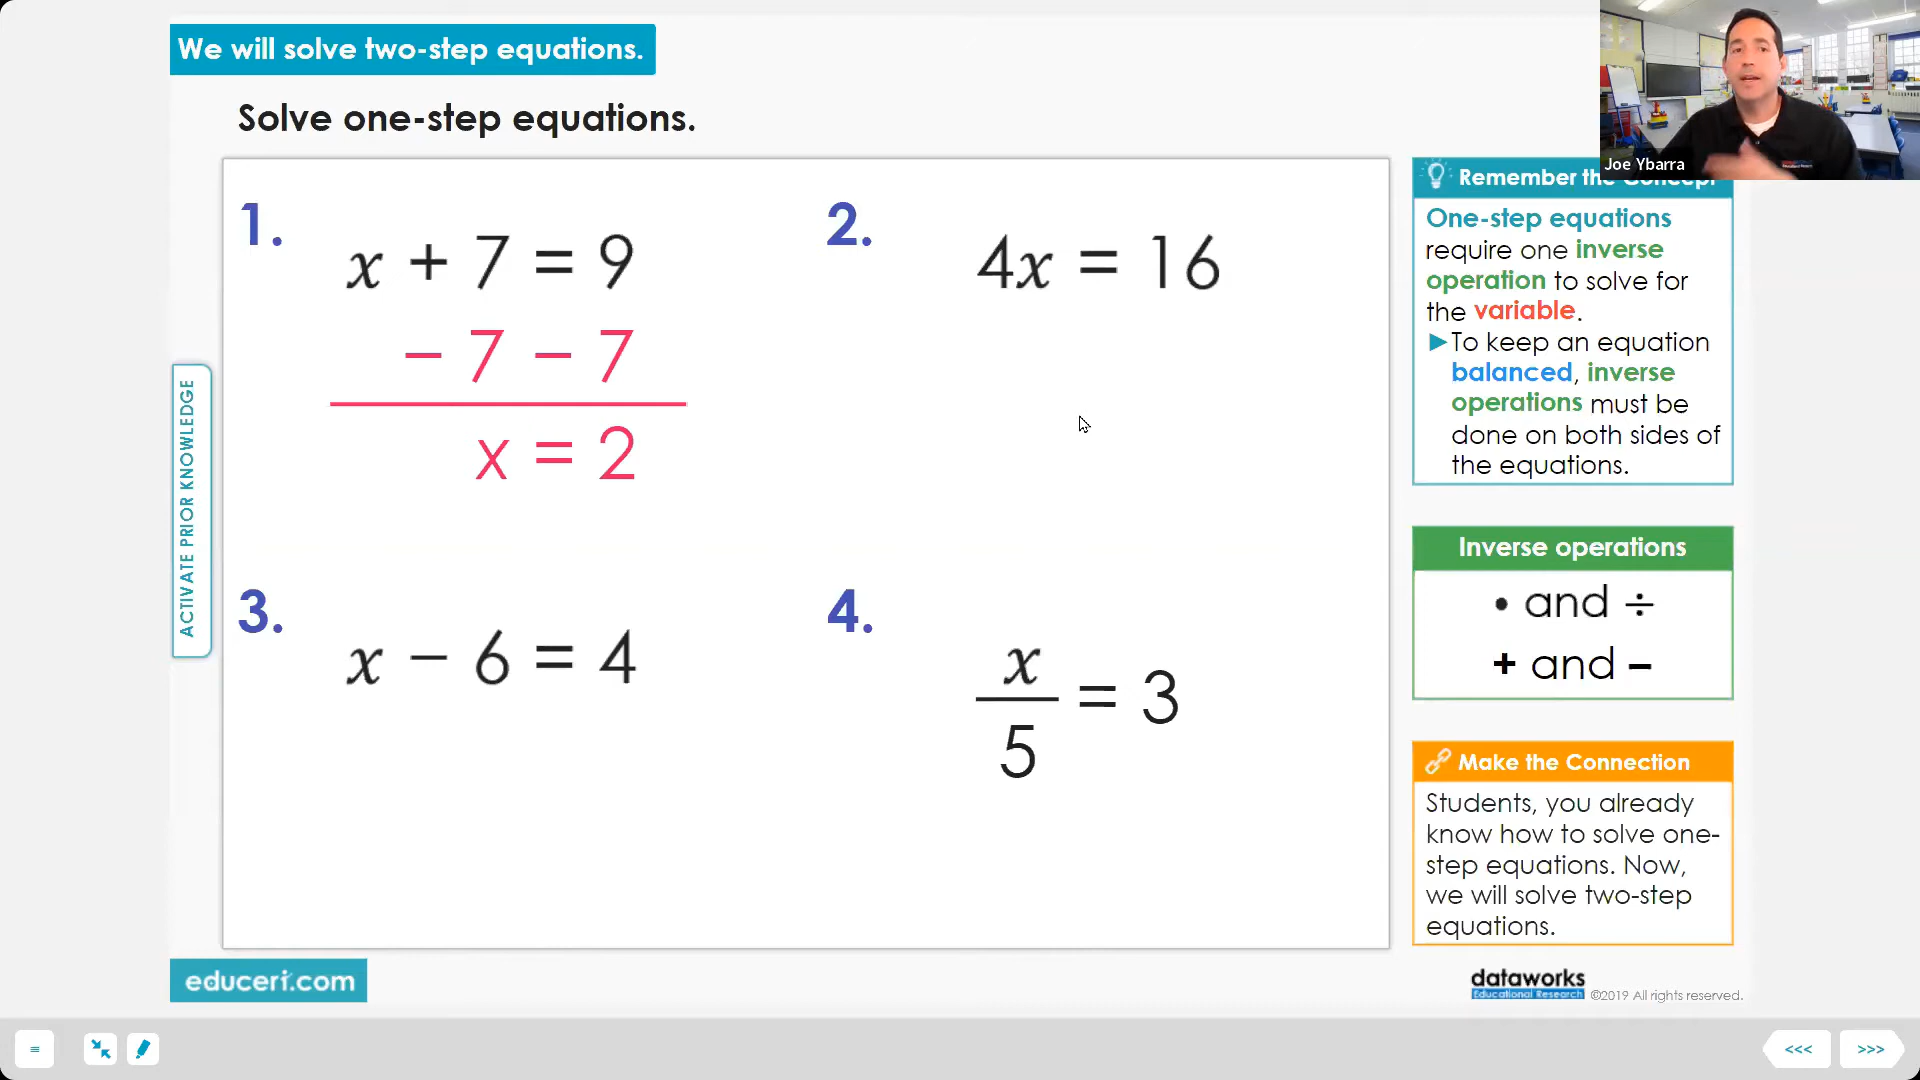 We will solve two-step equations.
Solve one-step equations.
1.
x + 7 = 9
− 7 − 7
x = 2
2.
4x = 16
3.
x − 6 = 4
4.
x
5
= 3
ACTIVATE PRIOR KNOWLEDGE
Joe Ybarra
Remember the Concept
One-step equations
require one inverse
operation to solve for
the variable.
▶To keep an equation
balanced, inverse
operations must be
done on both sides of
the equations.
Inverse operations
• and ÷
+ and −
Make the Connection
Students, you already
know how to solve one-
step equations. Now,
we will solve two-step
equations.
educeri.com
dataworks
Educational Research
©2019 All rights reserved.
<<<
>>>